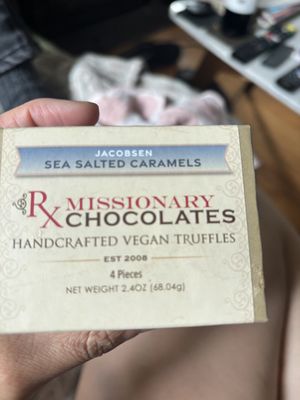 JACOBSEN
SEA SALTED CARAMELS
Rx MISSIONARY
CHOCOLATES
HANDCRAFTED VEGAN TRUFFLES
EST 2008
4 Pieces
NET WEIGHT 2.4OZ (68.04g)